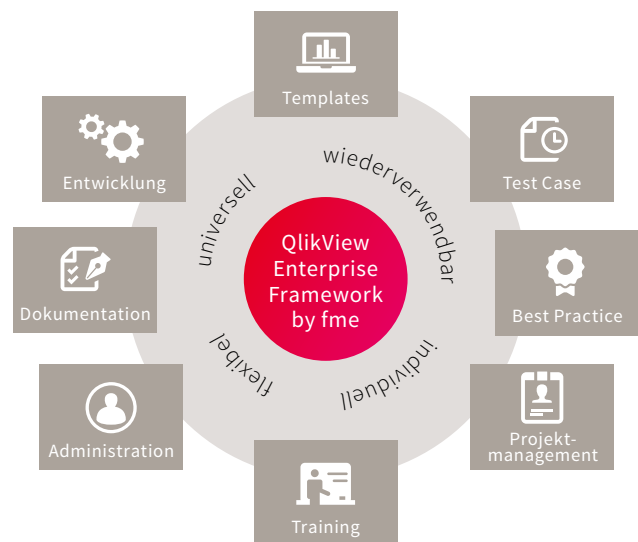 Templates
Entwicklung
Test Case
universell
wiederverwendbar
QlikView
Enterprise
Framework
by fme
Dokumentation
Best Practice
flexibel
individuell
Administration
Projekt-
management
Training